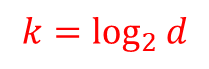 k = log₂ d